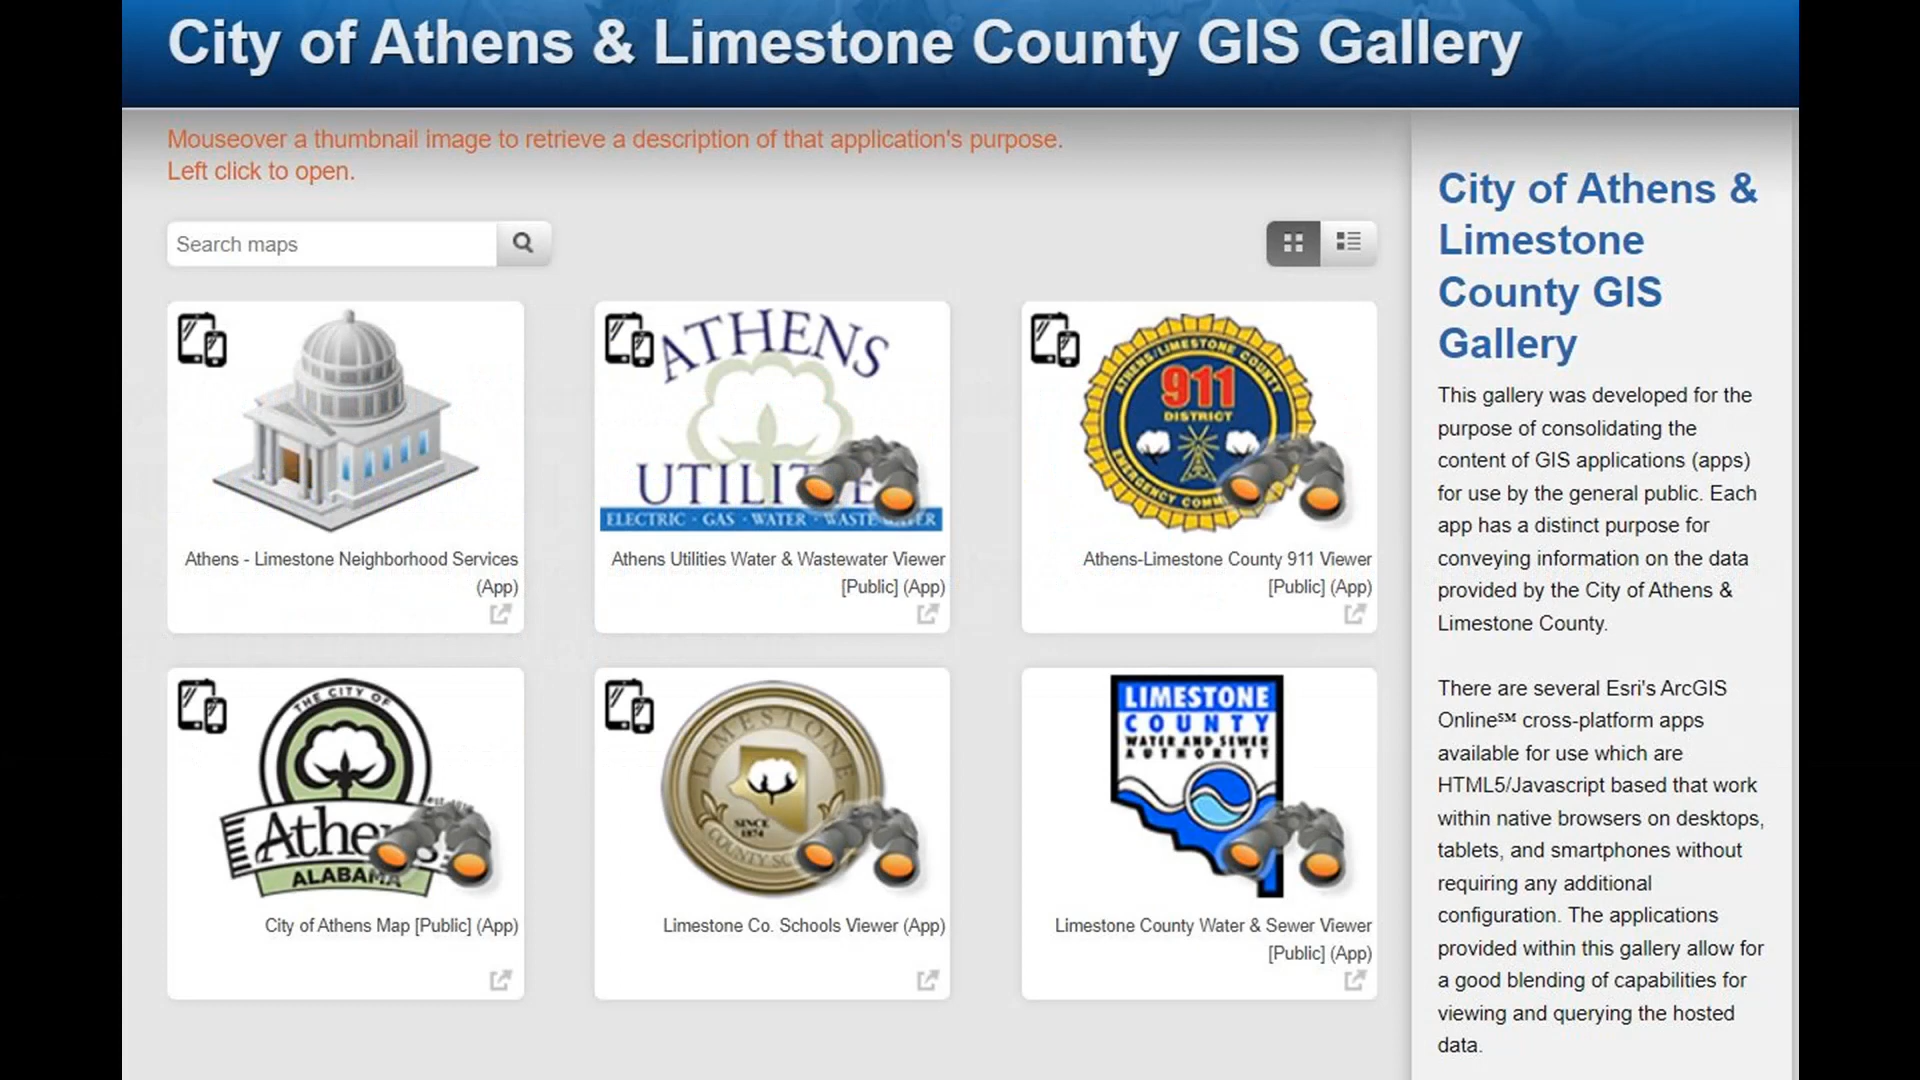 City of Athens & Limestone County GIS Gallery
Mouseover a thumbnail image to retrieve a description of that application's purpose.
Left click to open.
Search maps
Athens - Limestone Neighborhood Services
(App)
ATHENS
ELECTRIC · GAS · WATER · WASTEWATER
Athens Utilities Water & Wastewater Viewer
[Public] (App)
ATHENS/LIMESTONE COUNTY
911
DISTRICT
EMERGENCY
Athens-Limestone County 911 Viewer
[Public] (App)
THE CITY OF
ALABAMA
City of Athens Map [Public] (App)
LIMESTONE
SINCE
1874
Limestone Co. Schools Viewer (App)
LIMESTONE
COUNTY
WATER AND SEWER
AUTHORITY
Limestone County Water & Sewer Viewer
[Public] (App)
City of Athens &
Limestone
County GIS
Gallery
This gallery was developed for the
purpose of consolidating the
content of GIS applications (apps)
for use by the general public. Each
app has a distinct purpose for
conveying information on the data
provided by the City of Athens &
Limestone County.
There are several Esri's ArcGIS
Online℠ cross-platform apps
available for use which are
HTML5/Javascript based that work
within native browsers on desktops,
tablets, and smartphones without
requiring any additional
configuration. The applications
provided within this gallery allow for
a good blending of capabilities for
viewing and querying the hosted
data.